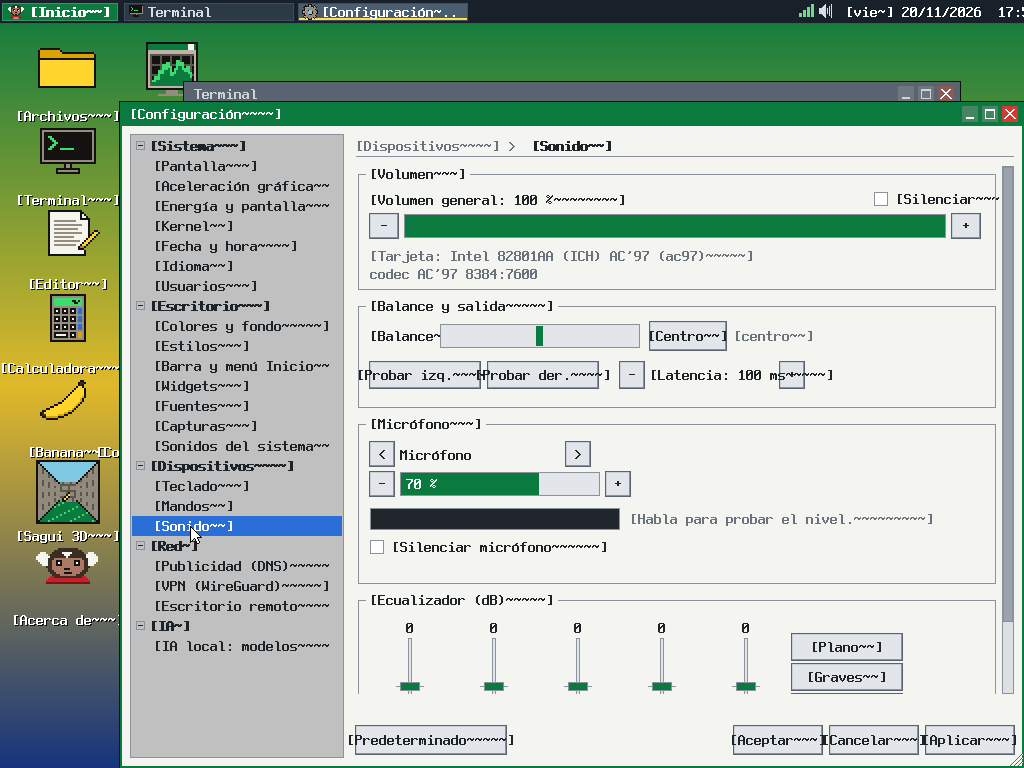 [Inicio~~]
Terminal
[Configuración~..
[vie~] 20/11/2026
[Archivos~~~]
[Terminal~~~]
[Editor~~]
[Calculadora~~~
[Banana~~
[Co
[Sagui 3D~~~]
[Acerca de~~~
Terminal
[Configuración~~~~]
[Sistema~~~]
[Pantalla~~~]
[Aceleración gráfica~~
[Energía y pantalla~~~
[Kernel~~]
[Fecha y hora~~~~]
[Idioma~~]
[Usuarios~~~]
[Escritorio~~~]
[Colores y fondo~~~~~]
[Estilos~~~]
[Barra y menú Inicio~~
[Widgets~~~]
[Fuentes~~~]
[Capturas~~~]
[Sonidos del sistema~~
[Dispositivos~~~~]
[Teclado~~~]
[Mandos~~]
[Sonido~~]
[Red~]
[Publicidad (DNS)~~~~~
[VPN (WireGuard)~~~~~]
[Escritorio remoto~~~~
[IA~]
[IA local: modelos~~~~
[Dispositivos~~~~] > [Sonido~~]
[Volumen~~~]
[Volumen general: 100 %~~~~~~~~]
[Silenciar~~~
- +
[Tarjeta: Intel 82801AA (ICH) AC'97 (ac97)~~~~~]
codec AC'97 8384:7600
[Balance y salida~~~~~]
[Balance~
[Centro~~]
[centro~~]
[Probar izq.~~~
Probar der.~~~~]
-
[Latencia: 100 ms~~~~~]
[Micrófono~~~]
< Micrófono >
- 70 % +
[Habla para probar el nivel.~~~~~~~~~]
[Silenciar micrófono~~~~~~]
[Ecualizador (dB)~~~~~]
0 0 0 0 0
[Plano~~]
[Graves~~]
[Predeterminado~~~~~]
[Aceptar~~~]
[Cancelar~~~
[Aplicar~~~]